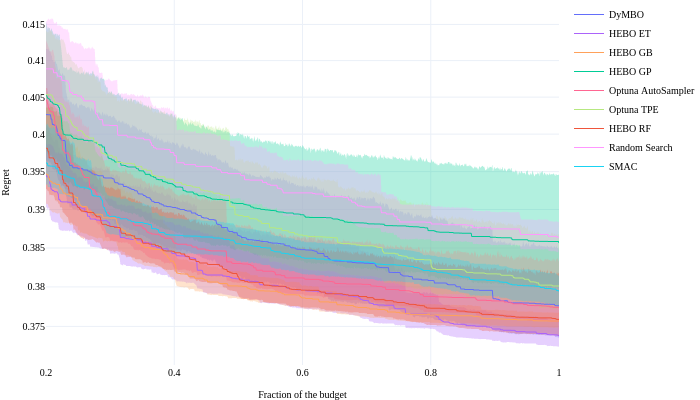 0.415
0.41
0.405
0.4
0.395
0.39
0.385
0.38
0.375
Regret
0.2
0.4
0.6
0.8
1
Fraction of the budget
DyMBO
HEBO ET
HEBO GB
HEBO GP
Optuna AutoSampler
Optuna TPE
HEBO RF
Random Search
SMAC